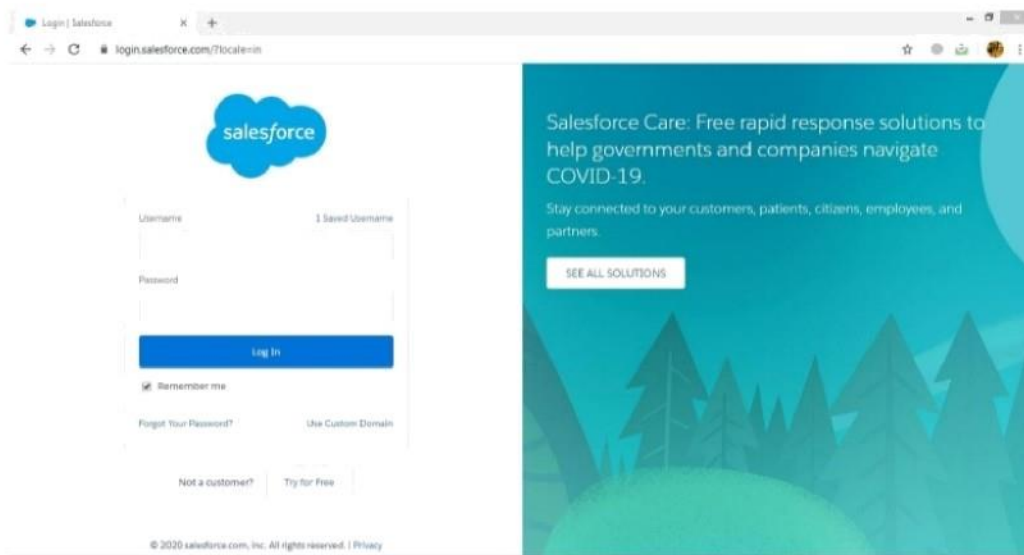 Login | Salesforce
login.salesforce.com/?locale=in
salesforce
Username
1 Saved Username
Password
Log In
Remember me
Forgot Your Password?
Use Custom Domain
Not a customer?
Try for Free
© 2020 salesforce.com, inc. All rights reserved. | Privacy
Salesforce Care: Free rapid response solutions to
help governments and companies navigate
COVID-19.
Stay connected to your customers, patients, citizens, employees, and
partners.
SEE ALL SOLUTIONS